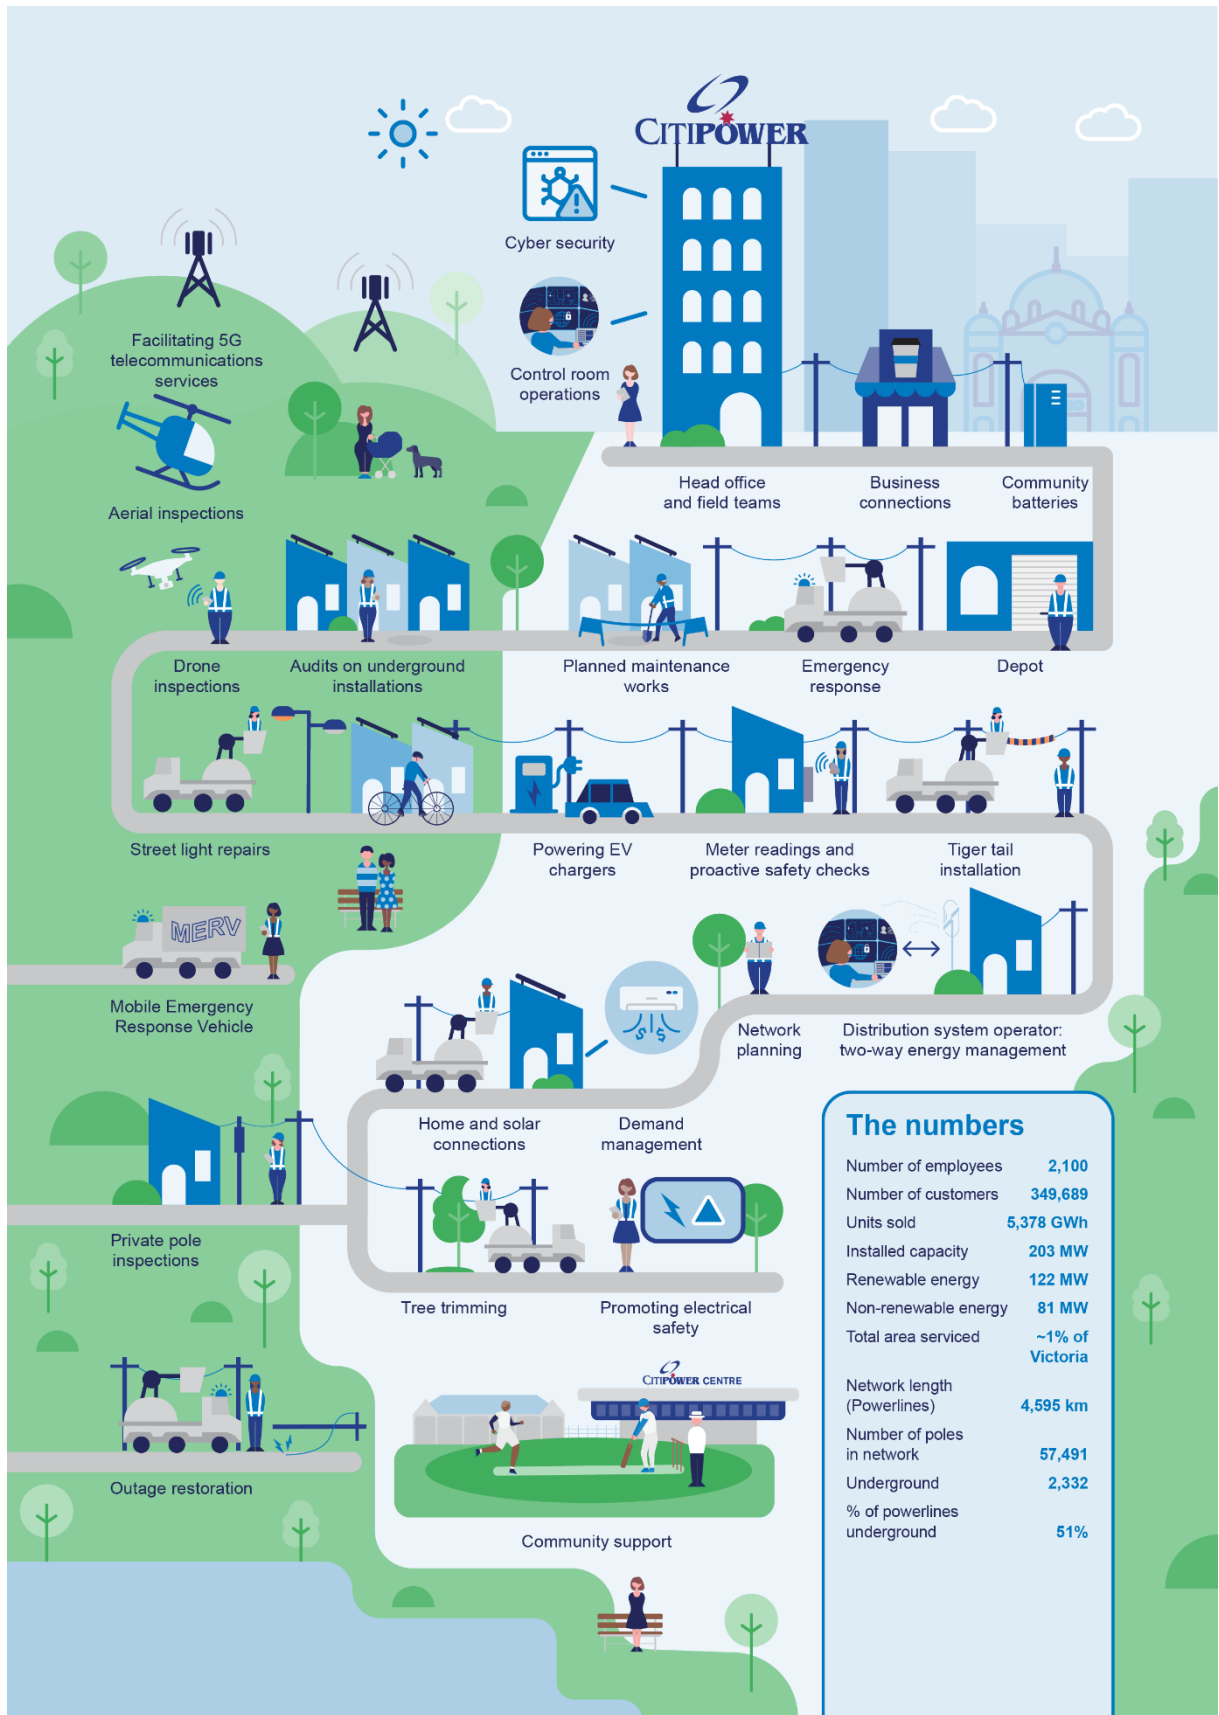 CITIPOWER
Cyber security
Facilitating 5G
telecommunications
services
Control room
operations
Aerial inspections
Head office
and field teams
Business
connections
Community
batteries
Drone
inspections
Audits on underground
installations
Planned maintenance
works
Emergency
response
Depot
Street light repairs
Powering EV
chargers
Meter readings and
proactive safety checks
Tiger tail
installation
MERV
Mobile Emergency
Response Vehicle
$ $
Network
planning
Distribution system operator:
two-way energy management
Home and solar
connections
Demand
management
Private pole
inspections
Tree trimming
Promoting electrical
safety
Outage restoration
CITIPOWER CENTRE
Community support
The numbers
Number of employees 2,100
Number of customers 349,689
Units sold 5,378 GWh
Installed capacity 203 MW
Renewable energy 122 MW
Non-renewable energy 81 MW
Total area serviced ~1% of
Victoria
Network length
(Powerlines) 4,595 km
Number of poles
in network 57,491
Underground 2,332
% of powerlines
underground 51%